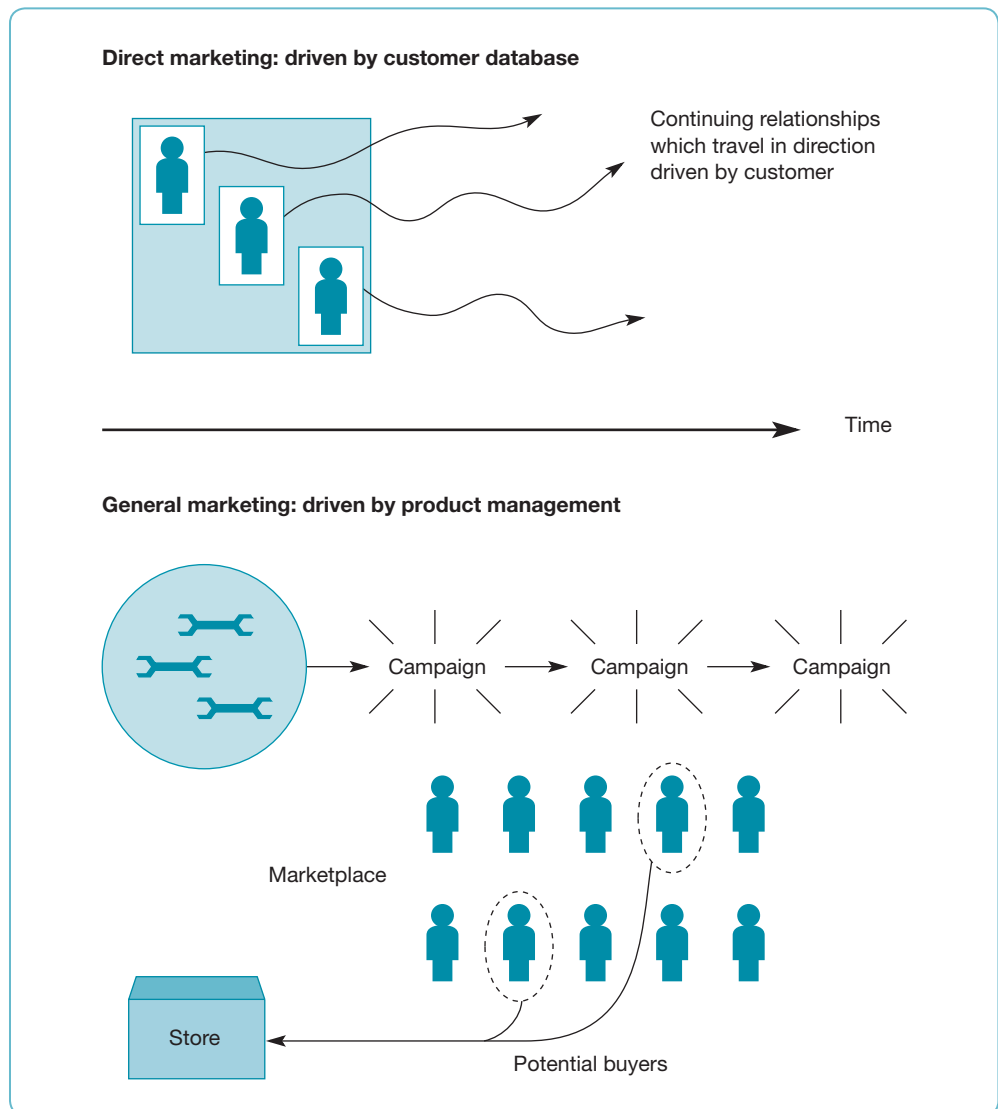 Direct marketing: driven by customer database
Continuing relationships
which travel in direction
driven by customer
Time
General marketing: driven by product management
Campaign
Campaign
Campaign
Marketplace
Store
Potential buyers